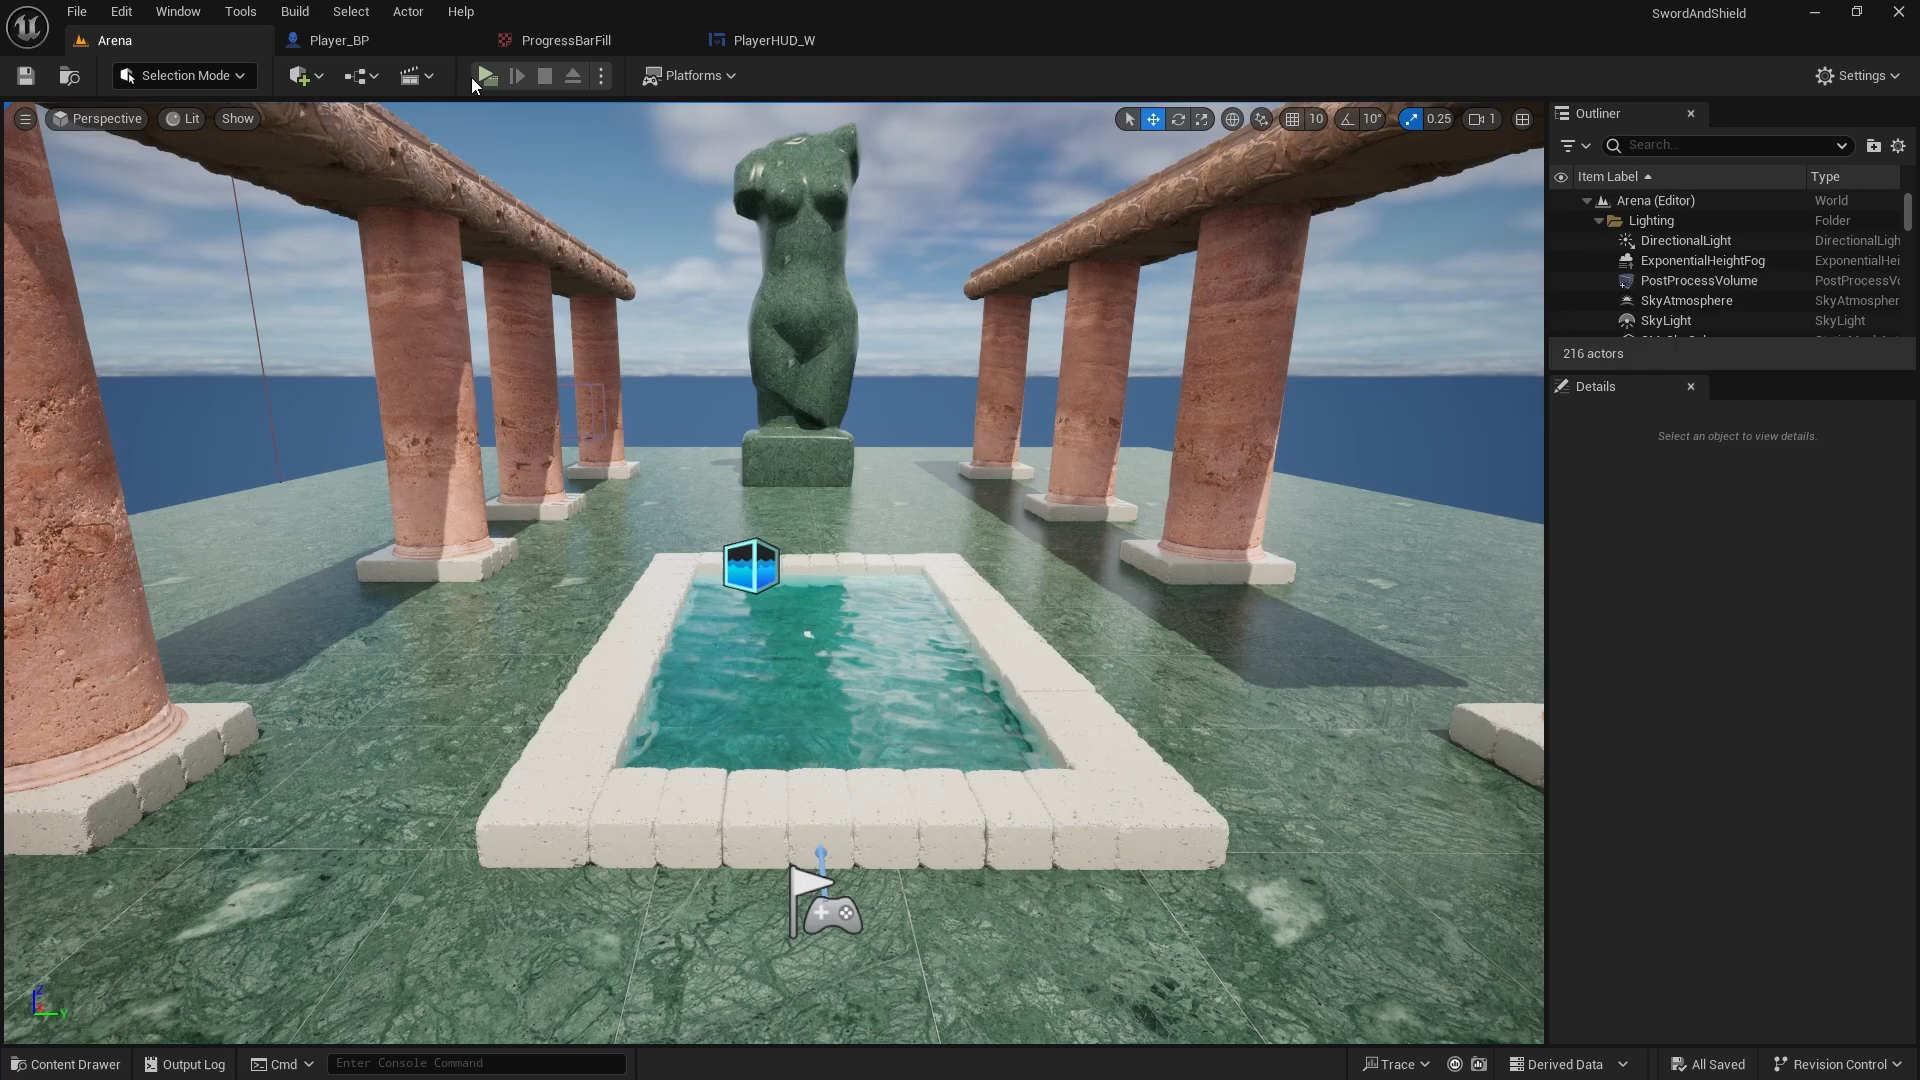 File Edit Window Tools Build Select Actor Help
SwordAndShield
Arena Player_BP ProgressBarFill PlayerHUD_W
Selection Mode Platforms Settings
Perspective Lit Show 10 10° 0.25 1
Outliner
Search...
Item Label Type
Arena (Editor) World
Lighting Folder
DirectionalLight DirectionalLigh
ExponentialHeightFog ExponentialHei
PostProcessVolume PostProcessVo
SkyAtmosphere SkyAtmospher
SkyLight SkyLight
216 actors
Details
Select an object to view details.
Z
Y
Content Drawer Output Log Cmd Enter Console Command Trace Derived Data All Saved Revision Control